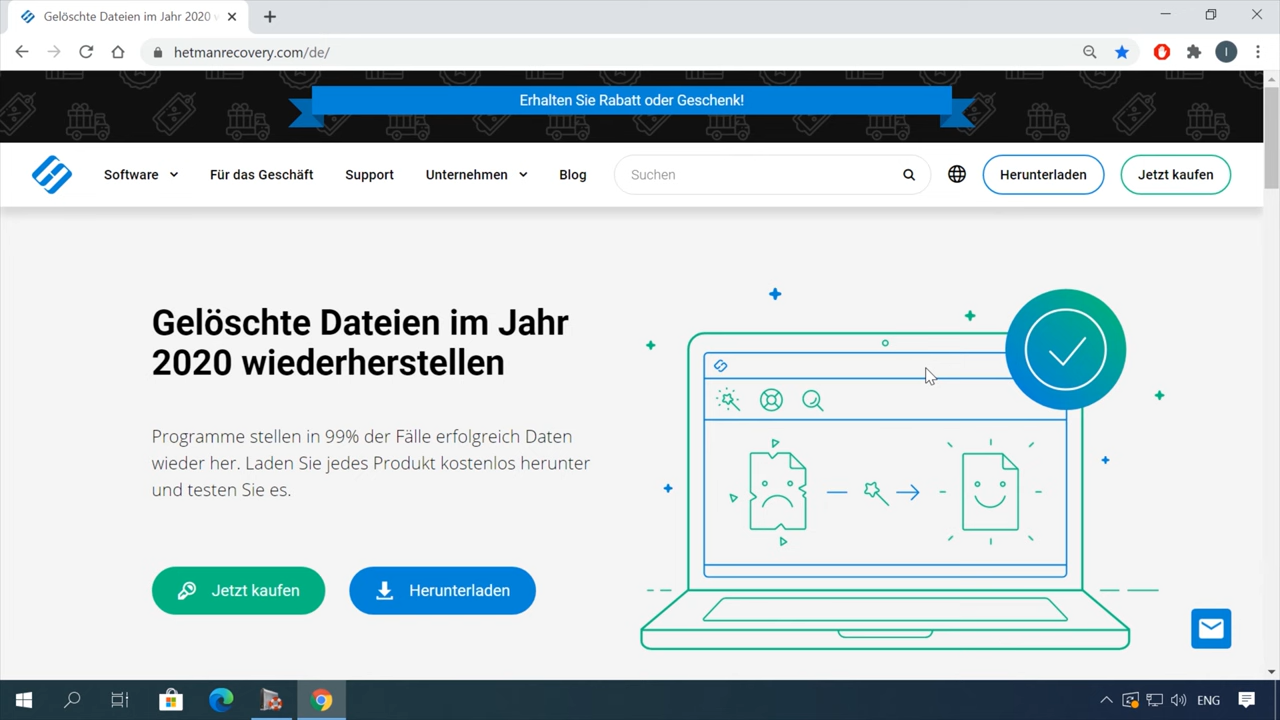 Gelöschte Dateien im Jahr 2020
hetmanrecovery.com/de/
I
Erhalten Sie Rabatt oder Geschenk!
Software Für das Geschäft Support Unternehmen Blog Suchen Herunterladen Jetzt kaufen
Gelöschte Dateien im Jahr
2020 wiederherstellen
Programme stellen in 99% der Fälle erfolgreich Daten
wieder her. Laden Sie jedes Produkt kostenlos herunter
und testen Sie es.
Jetzt kaufen Herunterladen
ENG